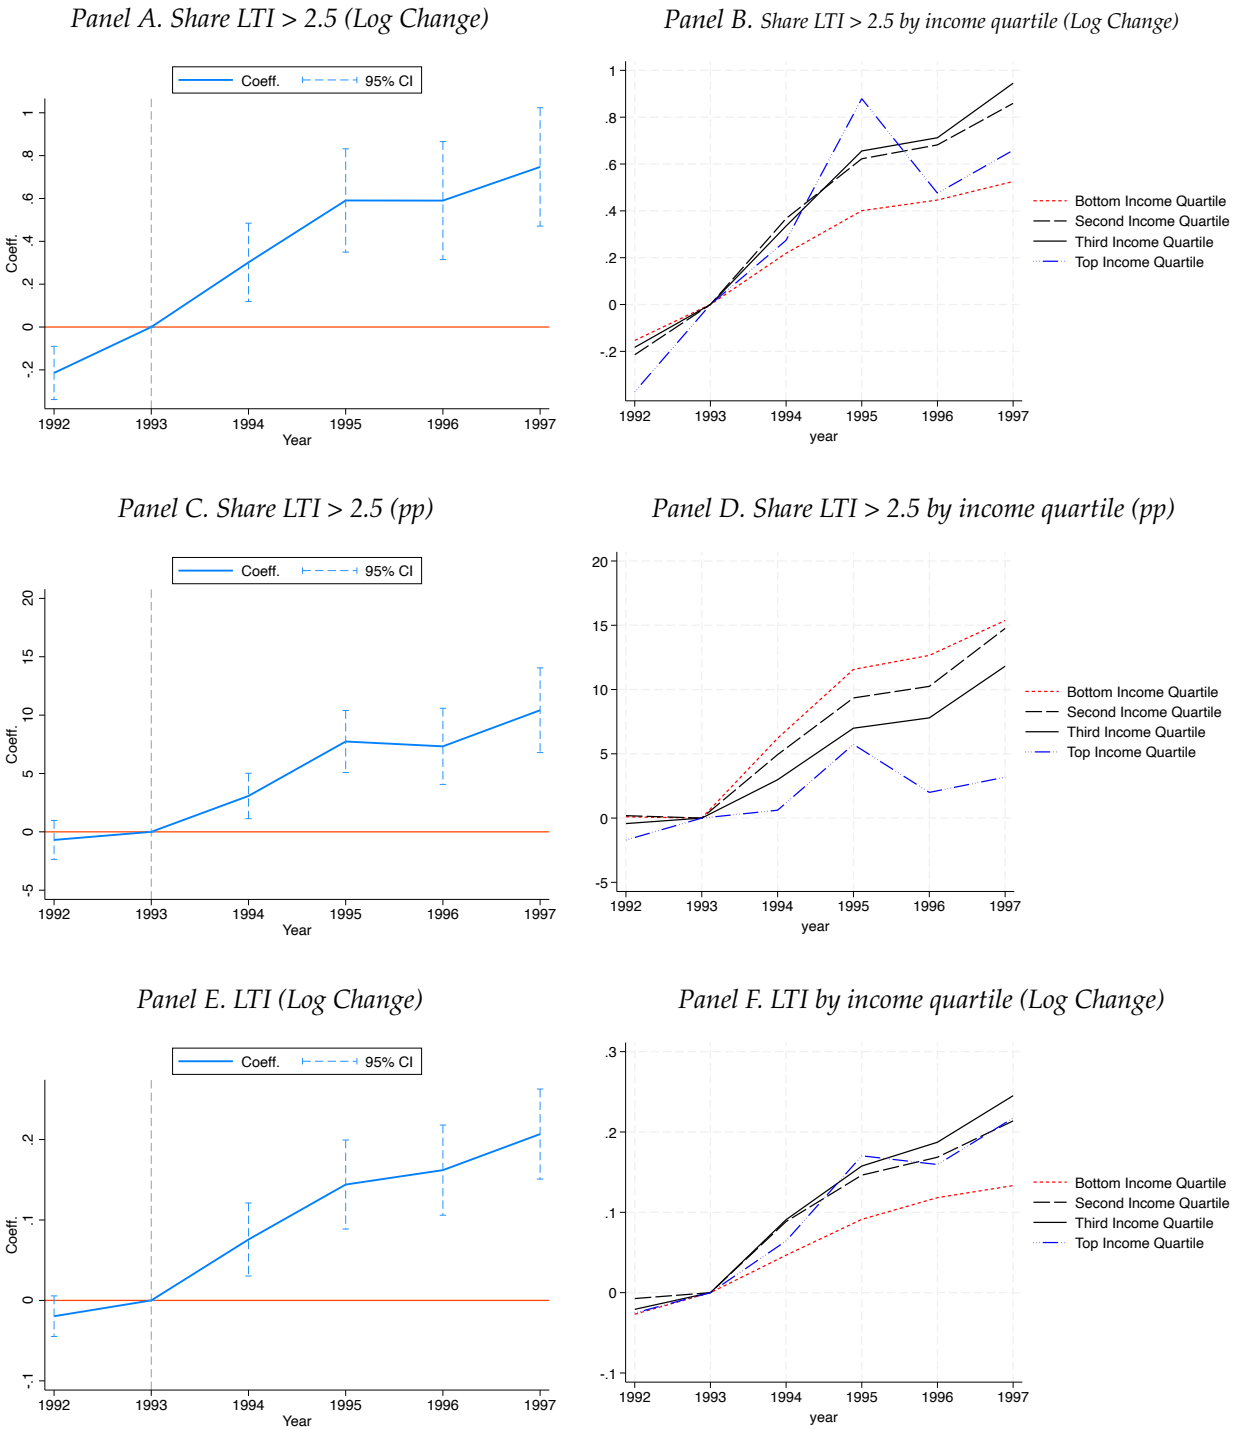 Panel A. Share LTI > 2.5 (Log Change)
Coeff. 95% CI
1
.8
.6
.4
.2
0
-.2
Coeff.
1992 1993 1994 1995 1996 1997
Year
Panel B. Share LTI > 2.5 by income quartile (Log Change)
1
.8
.6
.4
.2
0
-.2
1992 1993 1994 1995 1996 1997
year
Bottom Income Quartile
Second Income Quartile
Third Income Quartile
Top Income Quartile
Panel C. Share LTI > 2.5 (pp)
Coeff. 95% CI
20
15
10
5
0
-5
Coeff.
1992 1993 1994 1995 1996 1997
Year
Panel D. Share LTI > 2.5 by income quartile (pp)
20
15
10
5
0
-5
1992 1993 1994 1995 1996 1997
year
Bottom Income Quartile
Second Income Quartile
Third Income Quartile
Top Income Quartile
Panel E. LTI (Log Change)
Coeff. 95% CI
.2
.1
0
-.1
Coeff.
1992 1993 1994 1995 1996 1997
Year
Panel F. LTI by income quartile (Log Change)
.3
.2
.1
0
-.1
1992 1993 1994 1995 1996 1997
year
Bottom Income Quartile
Second Income Quartile
Third Income Quartile
Top Income Quartile